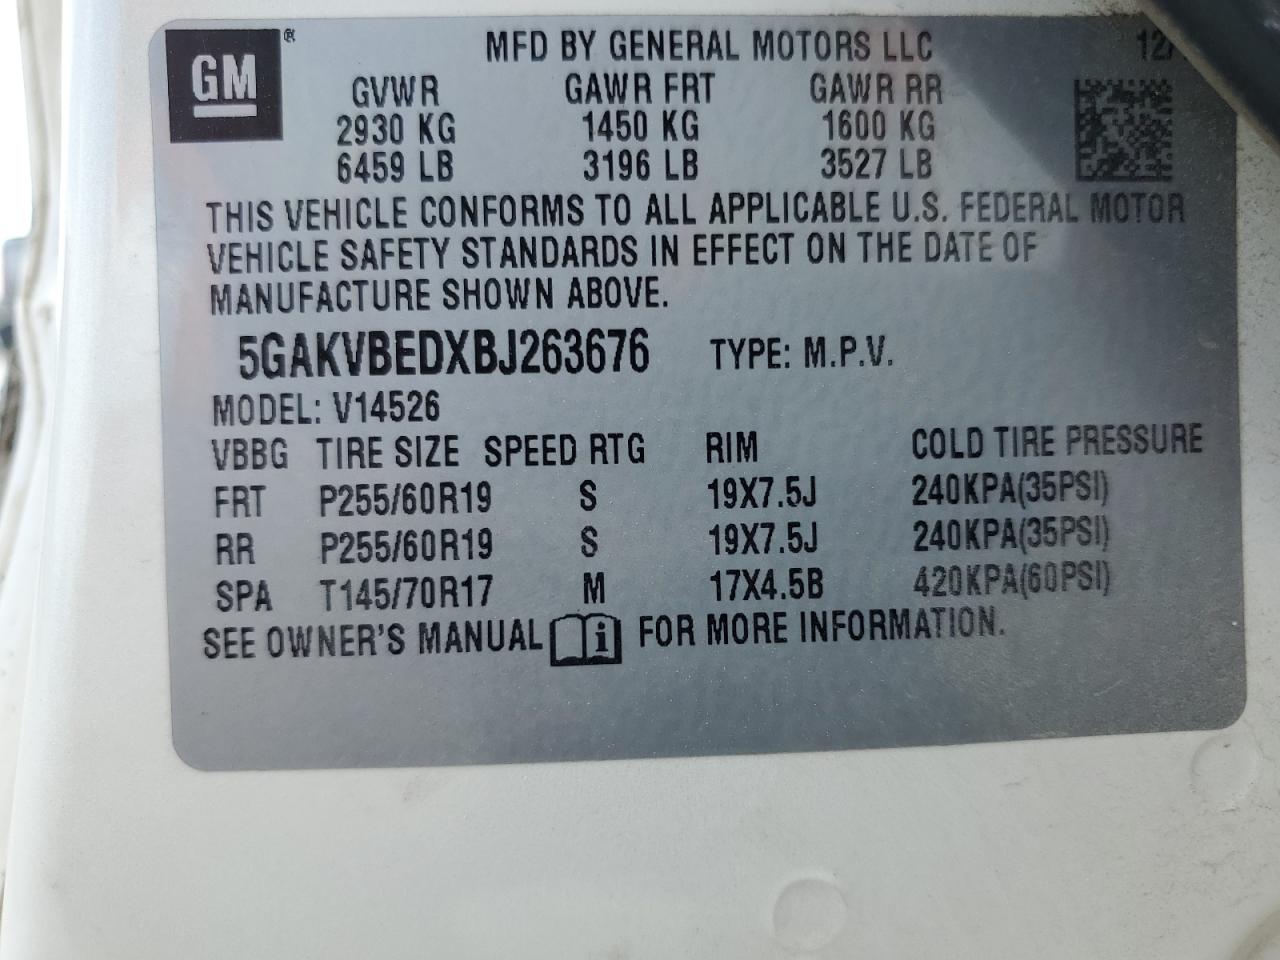 GM®
MFD BY GENERAL MOTORS LLC
GVWR GAWR FRT GAWR RR
2930 KG 1450 KG 1600 KG
6459 LB 3196 LB 3527 LB
THIS VEHICLE CONFORMS TO ALL APPLICABLE U.S. FEDERAL MOTOR
VEHICLE SAFETY STANDARDS IN EFFECT ON THE DATE OF
MANUFACTURE SHOWN ABOVE.
5GAKVBEDXBJ263676 TYPE: M.P.V.
MODEL: V14526
VBBG TIRE SIZE SPEED RTG RIM COLD TIRE PRESSURE
FRT P255/60R19 S 19X7.5J 240KPA(35PSI)
RR P255/60R19 S 19X7.5J 240KPA(35PSI)
SPA T145/70R17 M 17X4.5B 420KPA(60PSI)
SEE OWNER'S MANUAL i FOR MORE INFORMATION.